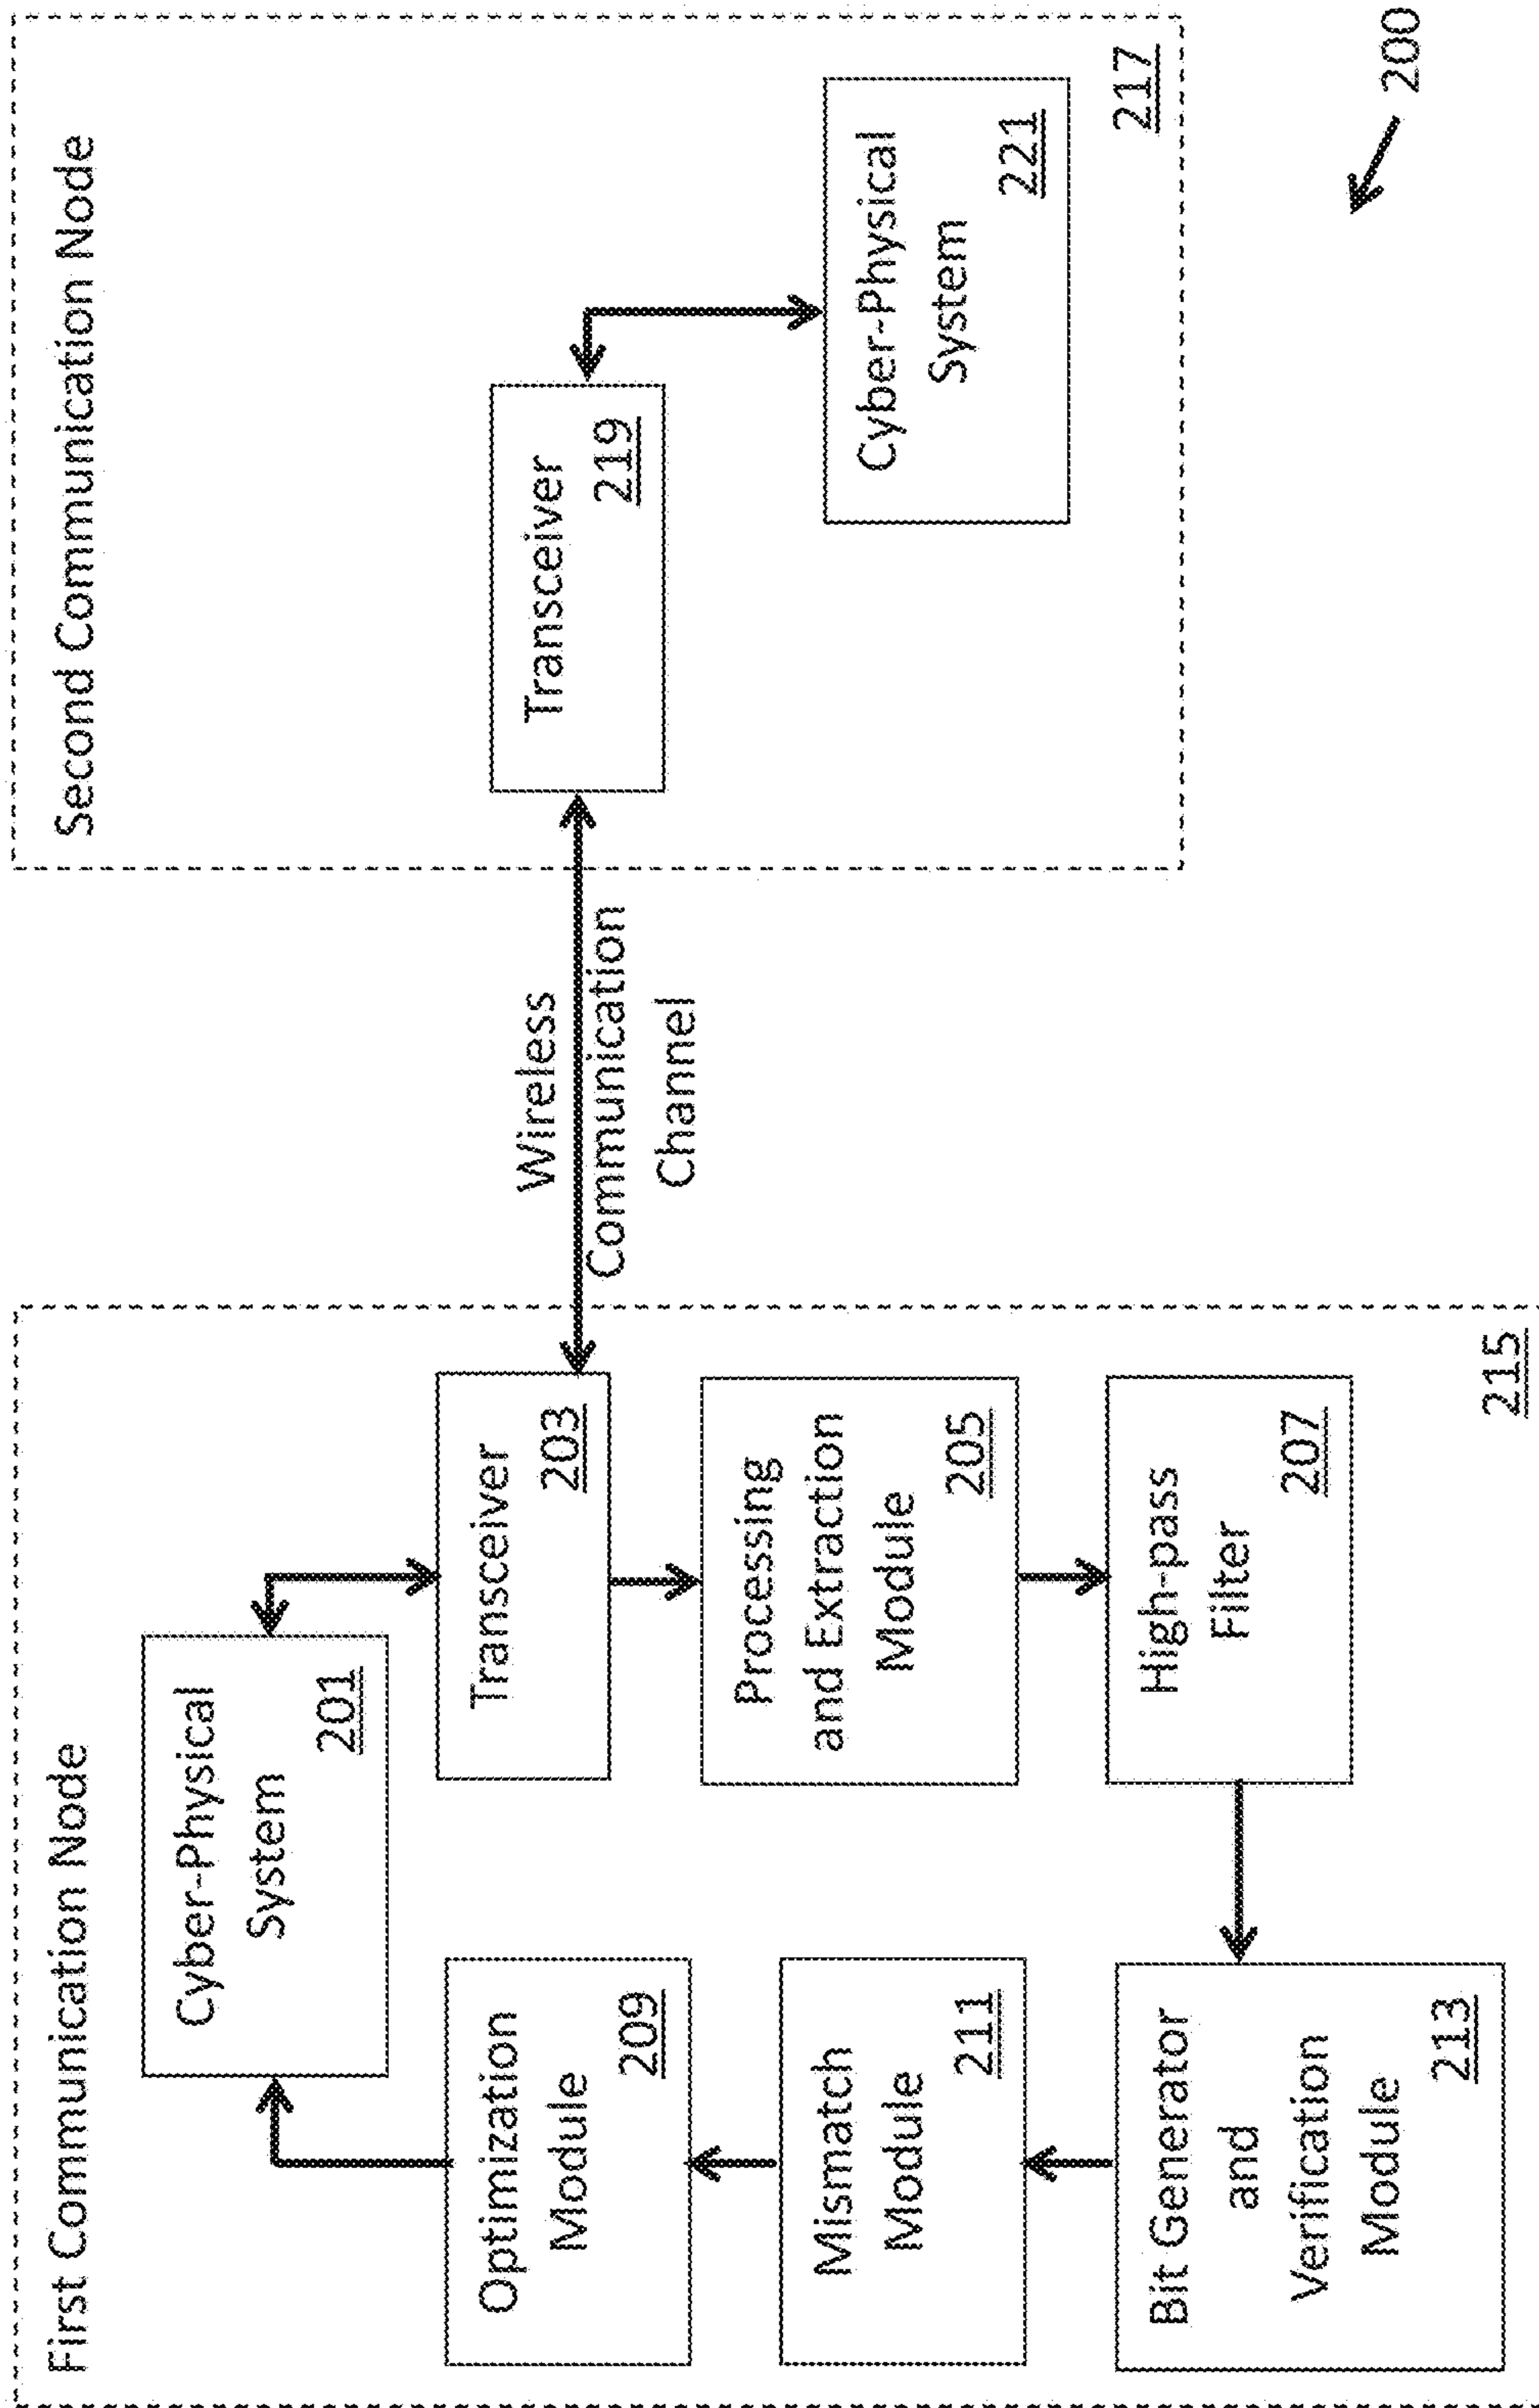 First Communication Node
Cyber-Physical
System
201
Optimization
Module
209
Transceiver
203
Mismatch
Module
211
Processing
and Extraction
Module
205
Bit Generator
and
Verification
Module
213
High-pass
Filter
207
215
Wireless
Communication
Channel
Second Communication Node
Transceiver
219
Cyber-Physical
System
221
217
200